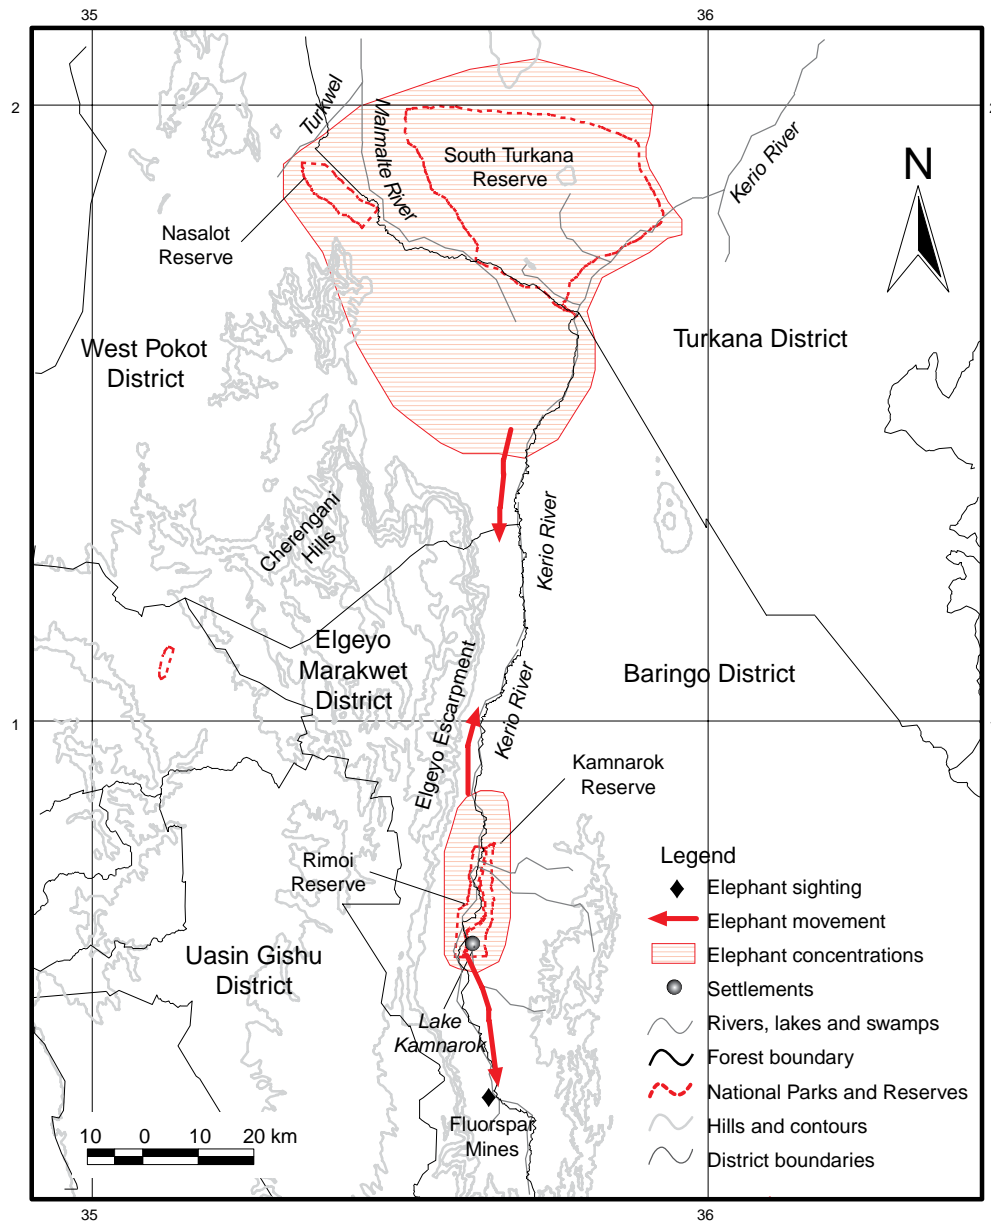 35
36
2
2
Turkwel
Malmalte River
South Turkana
Reserve
Kerio River
N
Nasalot
Reserve
West Pokot
District
Turkana District
Cherengani
Hills
Kerio River
Elgeyo
Marakwet
District
Elgeyo Escarpment
Baringo District
Kerio River
1
Kamnarok
Reserve
Rimoi
Reserve
Uasin Gishu
District
Lake
Kamnarok
Fluorspar
Mines
Legend
Elephant sighting
Elephant movement
Elephant concentrations
Settlements
Rivers, lakes and swamps
Forest boundary
National Parks and Reserves
Hills and contours
District boundaries
10 0 10 20 km
35
36